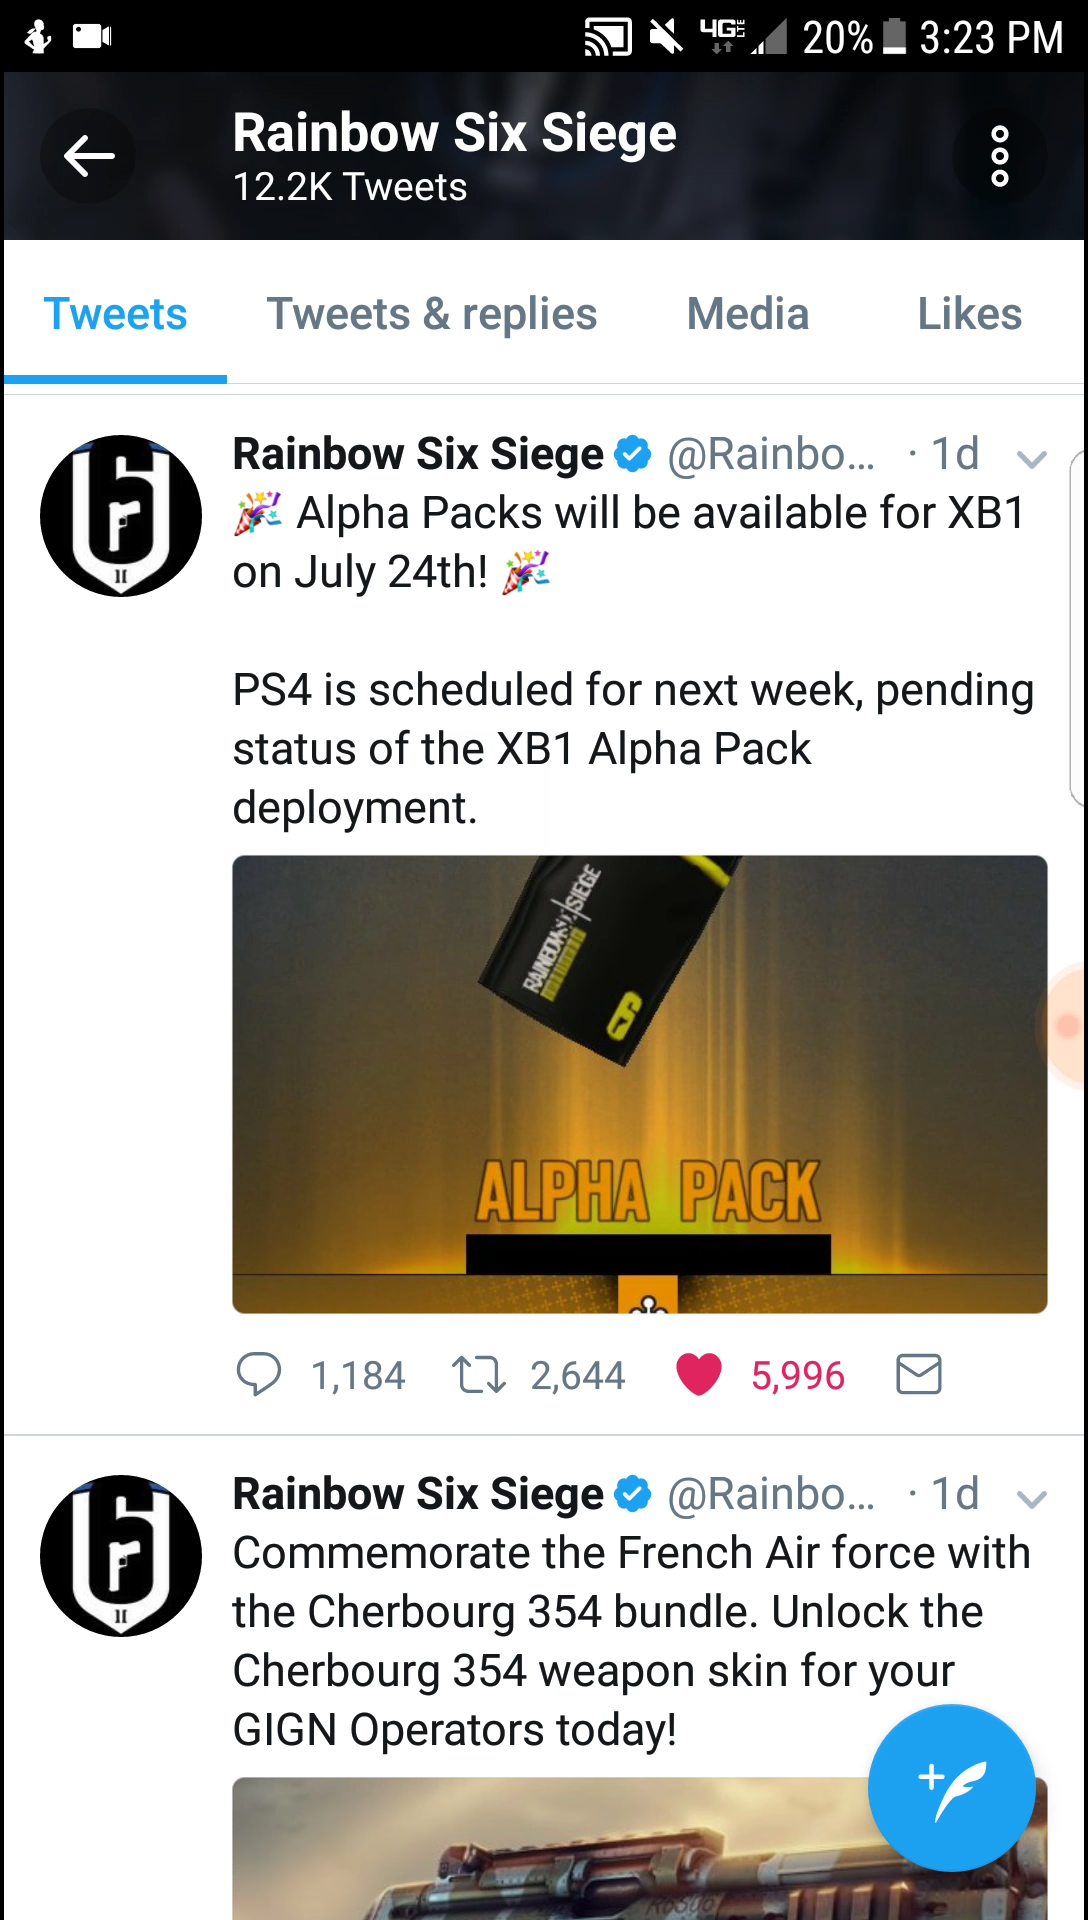 4G LTE 20% 3:23 PM
Rainbow Six Siege
12.2K Tweets
Tweets Tweets & replies Media Likes
Rainbow Six Siege @Rainbo... · 1d
🎉 Alpha Packs will be available for XB1
on July 24th! 🎉
PS4 is scheduled for next week, pending
status of the XB1 Alpha Pack
deployment.
RAINBOW SIX | SIEGE
6
ALPHA PACK
1,184 2,644 5,996
Rainbow Six Siege @Rainbo... · 1d
Commemorate the French Air force with
the Cherbourg 354 bundle. Unlock the
Cherbourg 354 weapon skin for your
GIGN Operators today!